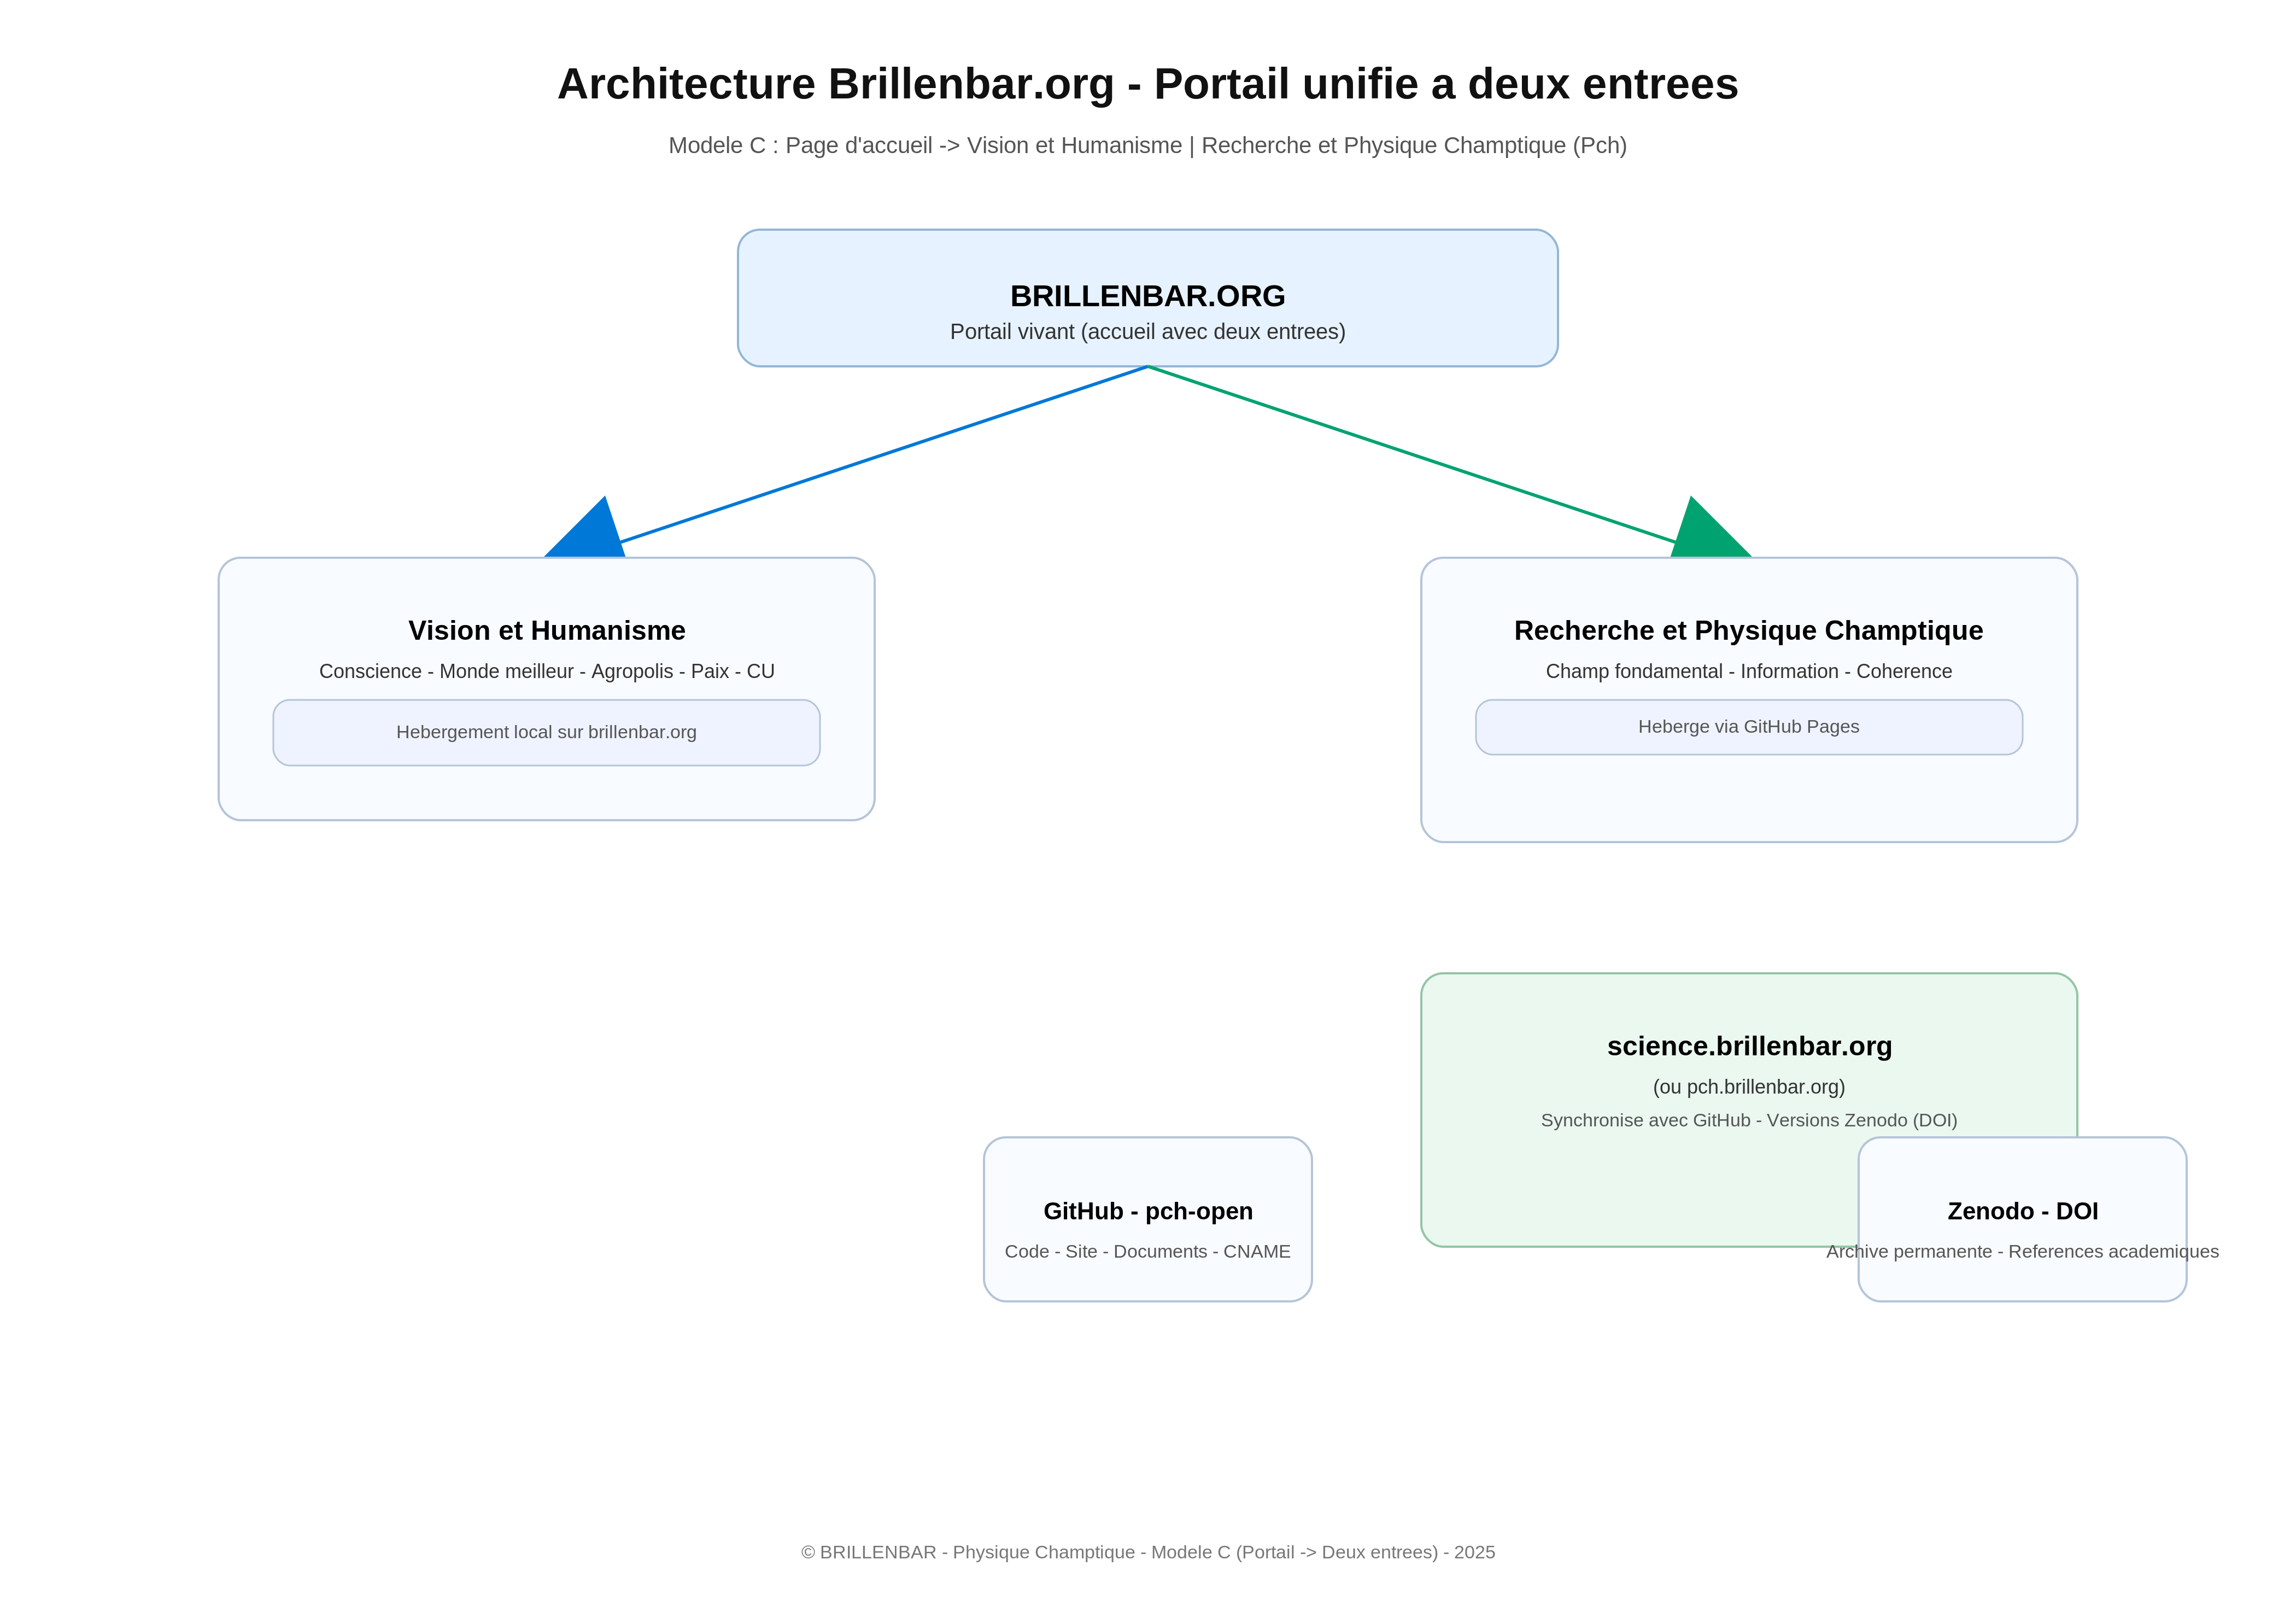 Architecture Brillenbar.org - Portail unifie a deux entrees
Modele C : Page d'accueil -> Vision et Humanisme | Recherche et Physique Champtique (Pch)
BRILLENBAR.ORG
Portail vivant (accueil avec deux entrees)
Vision et Humanisme
Conscience - Monde meilleur - Agropolis - Paix - CU
Hebergement local sur brillenbar.org
Recherche et Physique Champtique
Champ fondamental - Information - Coherence
Heberge via GitHub Pages
science.brillenbar.org
(ou pch.brillenbar.org)
Synchronise avec GitHub - Versions Zenodo (DOI)
GitHub - pch-open
Code - Site - Documents - CNAME
Zenodo - DOI
Archive permanente - References academiques
© BRILLENBAR - Physique Champtique - Modele C (Portail -> Deux entrees) - 2025